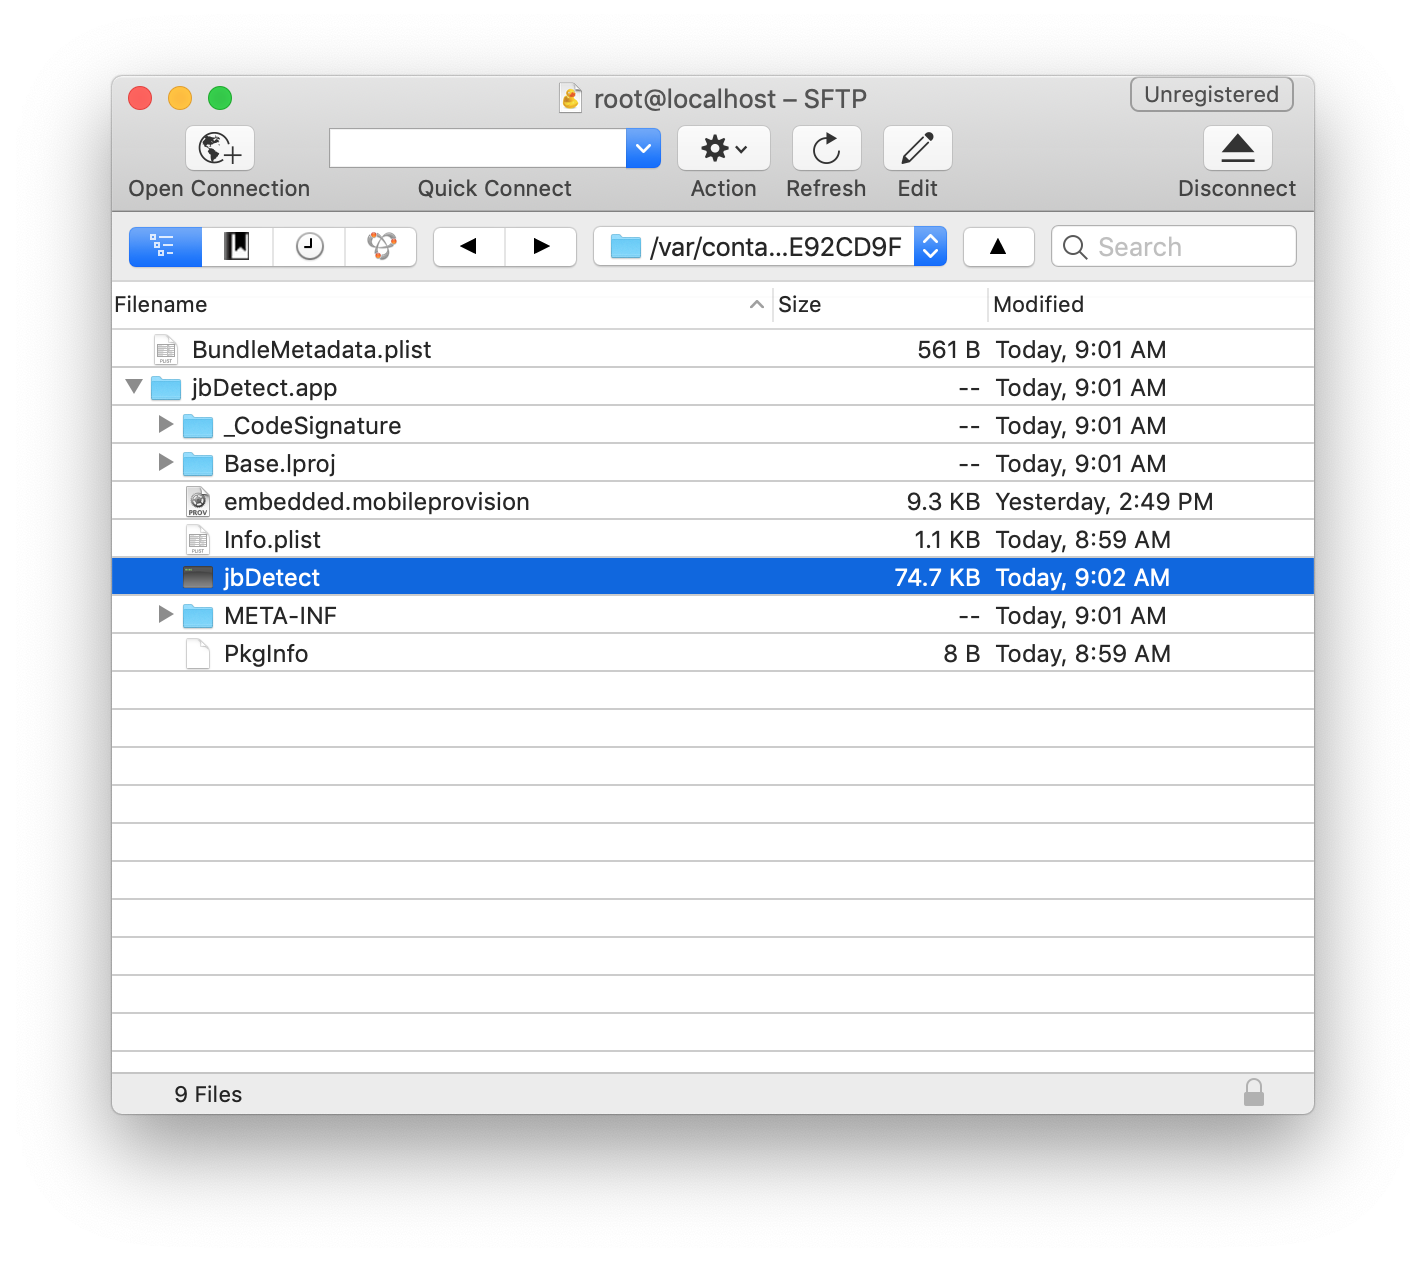 root@localhost – SFTP
Unregistered
Open Connection
Quick Connect
Action
Refresh
Edit
Disconnect
/var/conta...E92CD9F
Search
Filename Size Modified
BundleMetadata.plist 561 B Today, 9:01 AM
jbDetect.app -- Today, 9:01 AM
_CodeSignature -- Today, 9:01 AM
Base.lproj -- Today, 9:01 AM
embedded.mobileprovision 9.3 KB Yesterday, 2:49 PM
Info.plist 1.1 KB Today, 8:59 AM
jbDetect 74.7 KB Today, 9:02 AM
META-INF -- Today, 9:01 AM
PkgInfo 8 B Today, 8:59 AM
9 Files